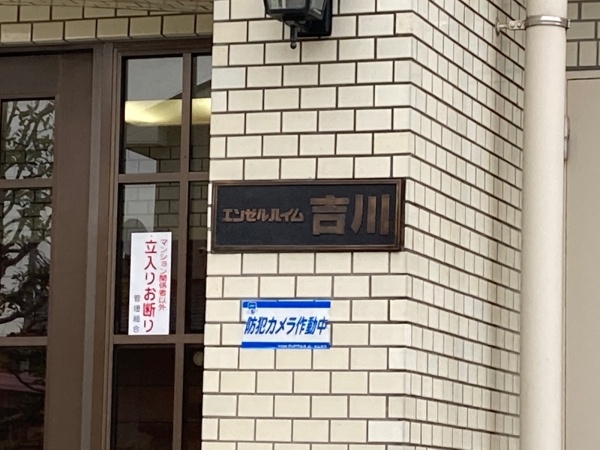 エンゼルハイム 吉川
マンション関係者以外
立入りお断り
管理組合
防犯カメラ作動中